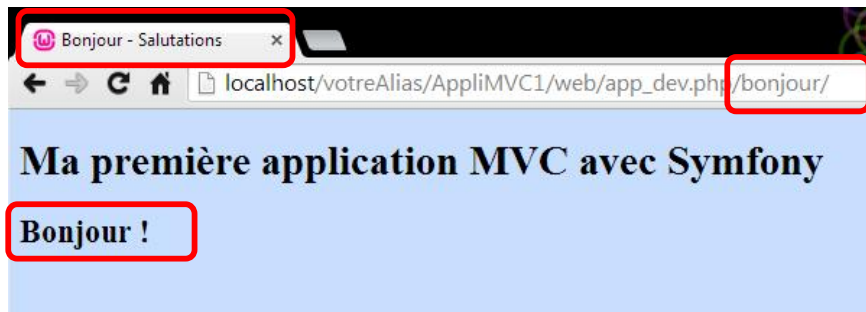 Bonjour - Salutations
localhost/votreAlias/AppliMVC1/web/app_dev.php/bonjour/
Ma première application MVC avec Symfony
Bonjour !